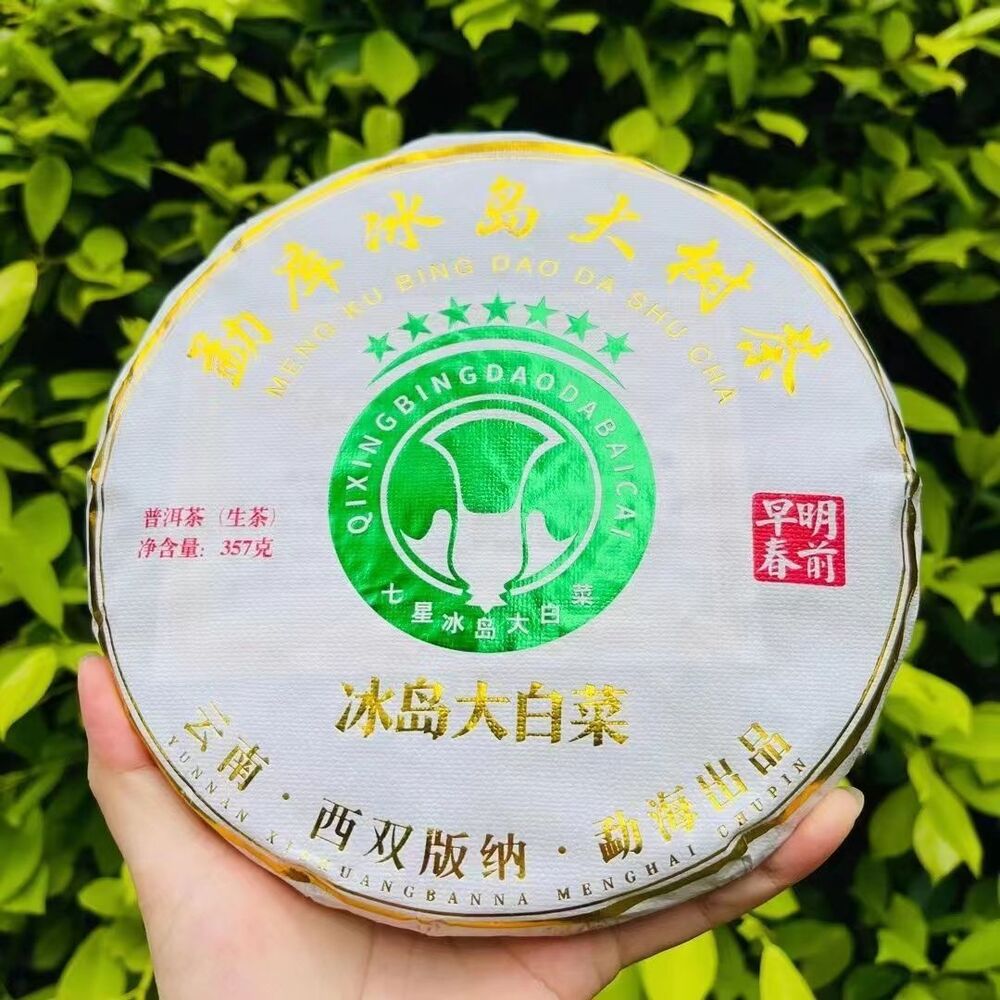 勐库冰岛大树茶
MENG KU BING DAO DA SHU CHA
QIXINGBINGDAODABAICAI
七星冰岛大白菜
普洱茶（生茶）
净含量：357克
明前
早春
冰岛大白菜
云南·西双版纳·勐海出品
YUNNAN XISHUANGBANNA MENGHAI CHUPIN